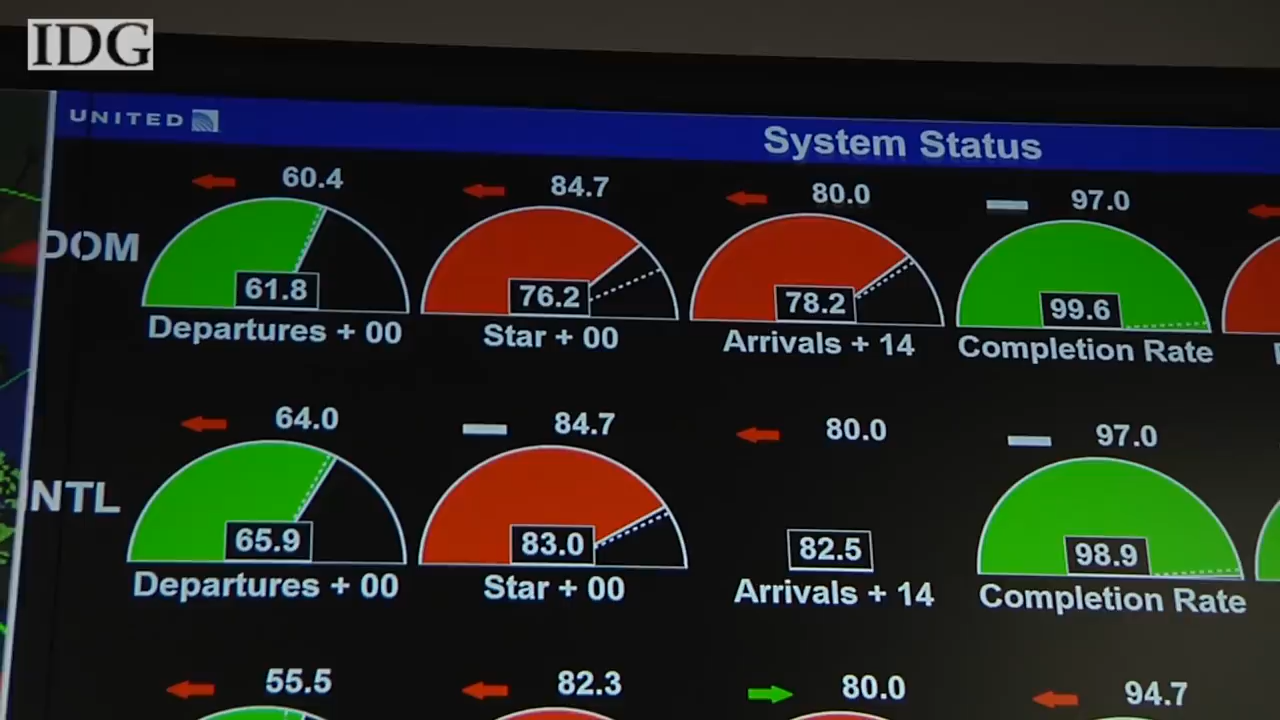 IDG
UNITED
System Status
60.4 84.7 80.0 97.0
DOM
61.8 76.2 78.2 99.6
Departures + 00 Star + 00 Arrivals + 14 Completion Rate
64.0 84.7 80.0 97.0
NTL
65.9 83.0 82.5 98.9
Departures + 00 Star + 00 Arrivals + 14 Completion Rate
55.5 82.3 80.0 94.7